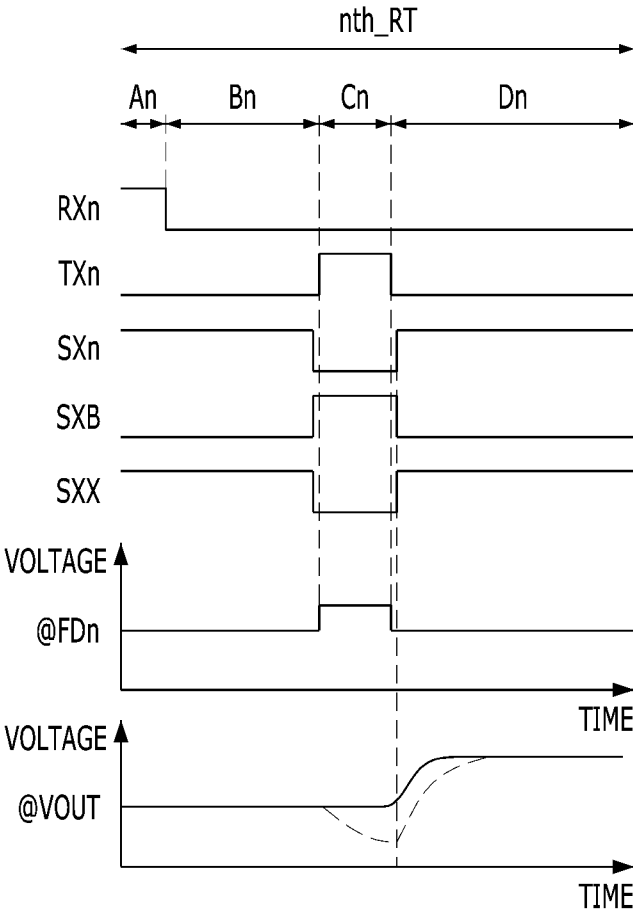 nth_RT
An Bn Cn Dn
RXn
TXn
SXn
SXB
SXX
VOLTAGE
@FDn
TIME
VOLTAGE
@VOUT
TIME